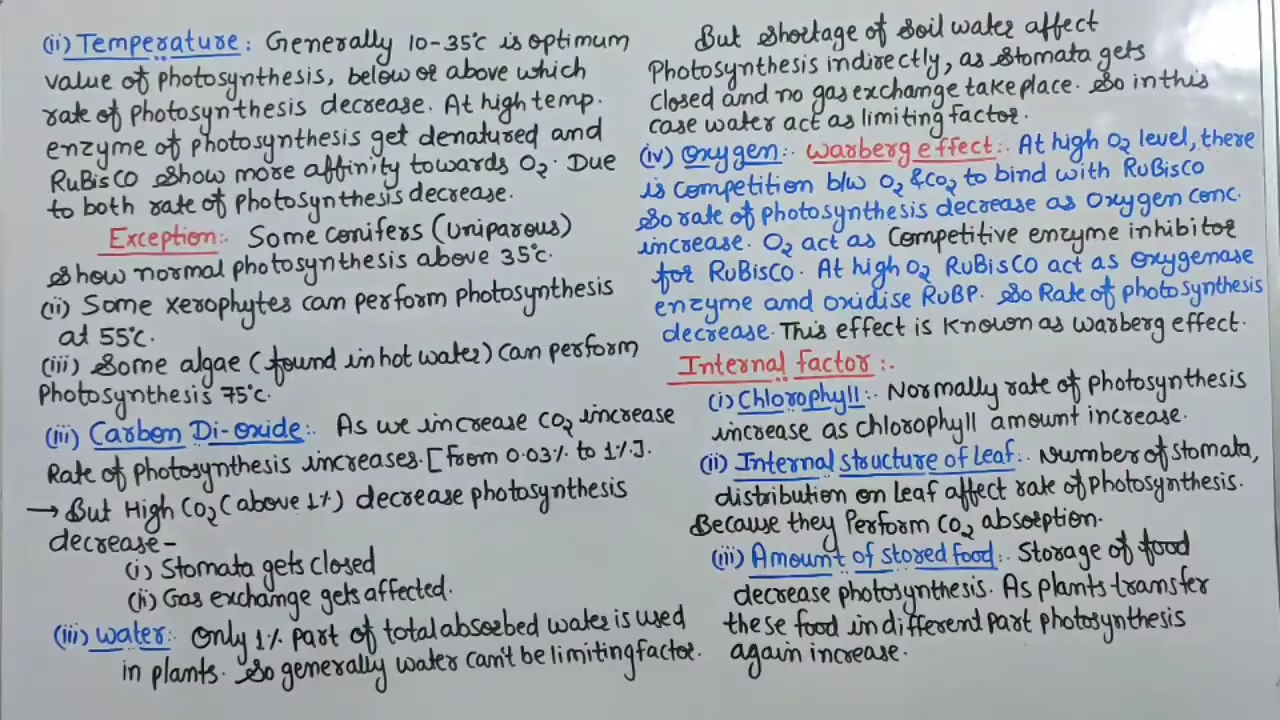 (ii) Temperature: Generally 10-35°c is optimum
value of photosynthesis, below or above which
rate of photosynthesis decrease. At high temp.
enzyme of photosynthesis get denatured and
RuBisCO show more affinity towards O₂. Due
to both rate of photosynthesis decrease.
Exception:. Some conifers (Uniparous)
show normal photosynthesis above 35°c.
(ii) Some xerophytes can perform photosynthesis
at 55°c.
(iii) Some algae (found in hot water) can perform
Photosynthesis 75°c.
(iii) Carbon Di-oxide:. As we increase CO₂ increase
Rate of photosynthesis increases. [from 0.03% to 1%].
→ But High CO₂ (above 1%) decrease photosynthesis
decrease-
(i) Stomata gets closed
(ii) Gas exchange gets affected.
(iii) water:. Only 1% part of total absorbed water is used
in plants. So generally water can't be limiting factor.
But Shortage of soil water affect
Photosynthesis indirectly, as Stomata gets
closed and no gas exchange take place. So in this
case water act as limiting factor.
(iv) Oxygen:. Warberg effect:. At high O₂ level, there
is competition b/w O₂ & CO₂ to bind with RuBisCO
So rate of photosynthesis decrease as Oxygen conc.
increase. O₂ act as Competitive enzyme inhibitor
for RuBisCO. At high O₂ RuBisCO act as oxygenase
enzyme and oxidise RuBP. So Rate of photosynthesis
decrease. This effect is known as warberg effect.
Internal factor:.
(i) Chlorophyll:. Normally rate of photosynthesis
increase as chlorophyll amount increase.
(ii) Internal structure of Leaf:. Number of stomata,
distribution on Leaf affect rate of Photosynthesis.
Because they Perform CO₂ absorption.
(iii) Amount of stored food:. Storage of food
decrease photosynthesis. As plants transfer
these food in different part photosynthesis
again increase.